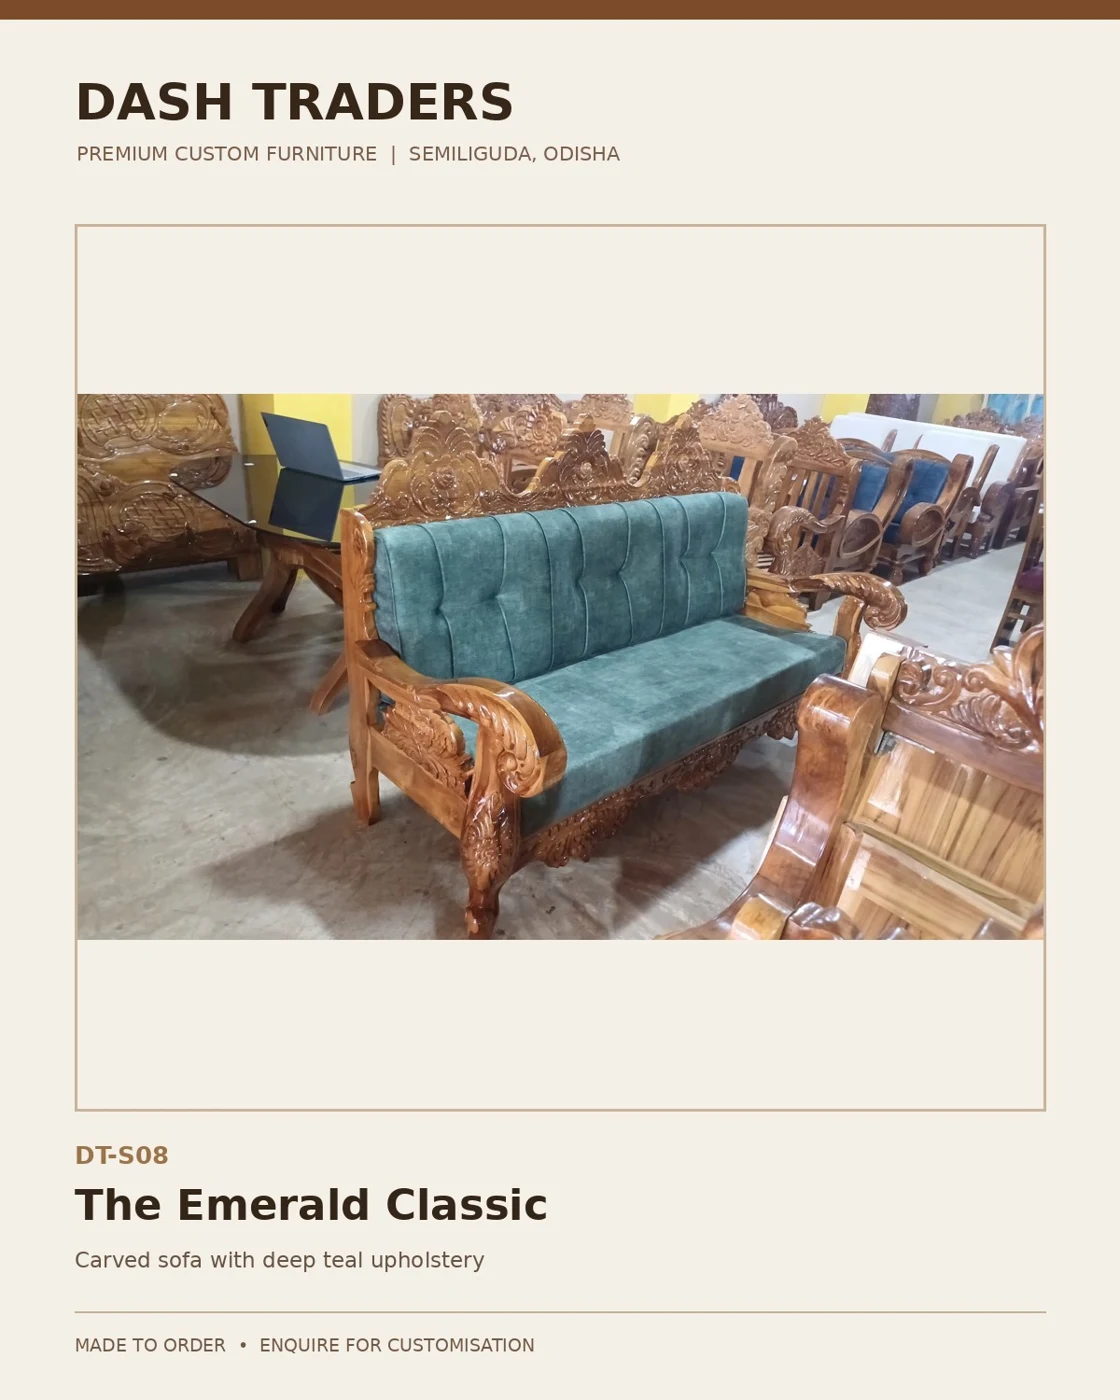 DASH TRADERS
PREMIUM CUSTOM FURNITURE | SEMILIGUDA, ODISHA
DT-S08
The Emerald Classic
Carved sofa with deep teal upholstery
MADE TO ORDER • ENQUIRE FOR CUSTOMISATION